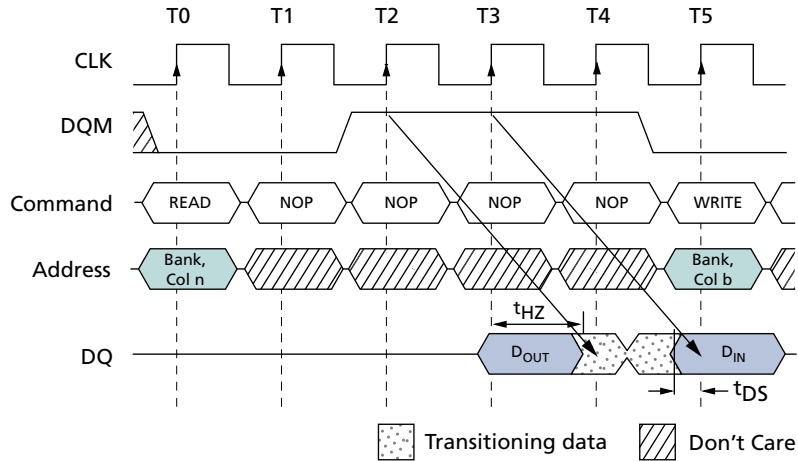 T0 T1 T2 T3 T4 T5
CLK
DQM
Command READ NOP NOP NOP NOP WRITE
Address Bank, Col n Bank, Col b
tHZ
DQ DOUT DIN
tDS
Transitioning data Don't Care